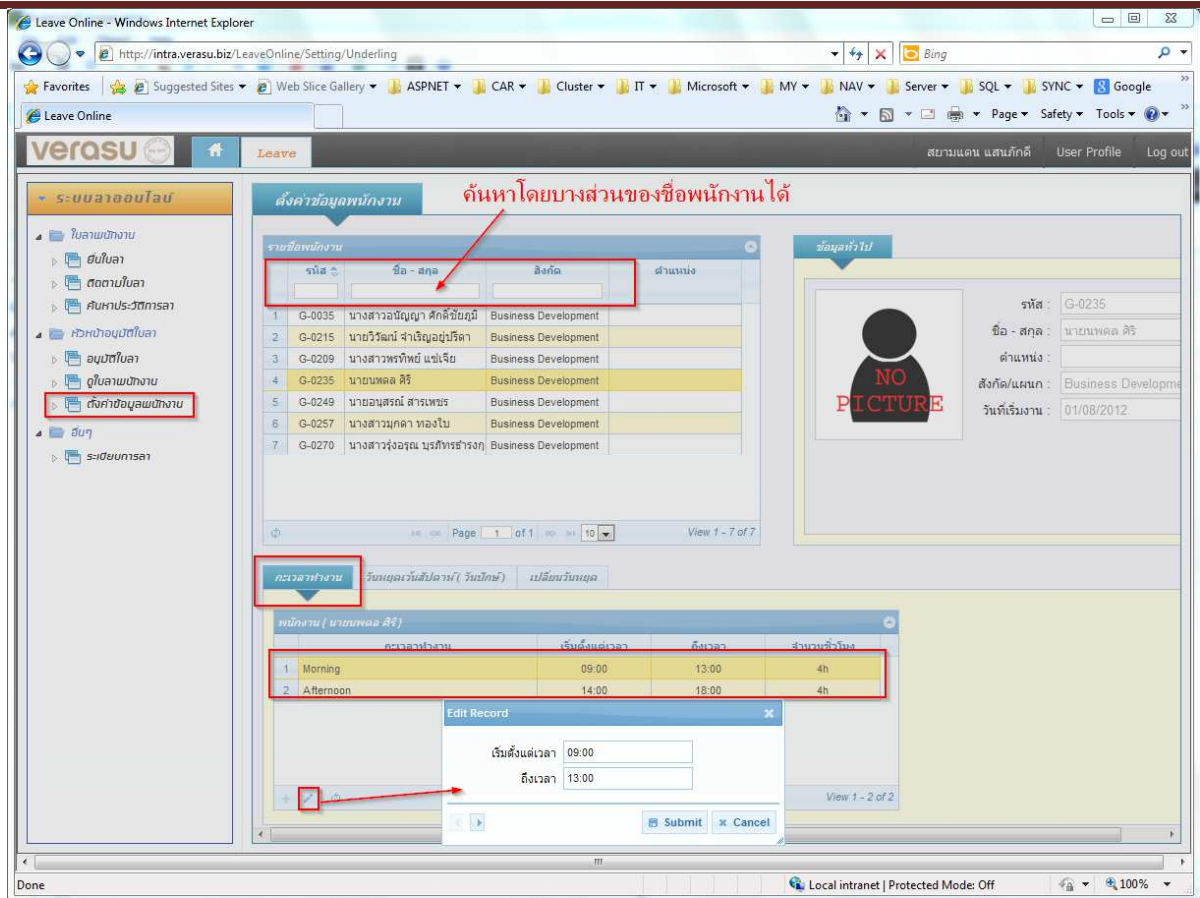 Leave Online - Windows Internet Explorer
http://intra.verasu.biz/LeaveOnline/Setting/Underling
Bing
Favorites Suggested Sites Web Slice Gallery ASPNET CAR Cluster IT Microsoft MY NAV Server SQL SYNC Google
Leave Online
Page Safety Tools
verasu Leave สยามแดน แสนภักดี User Profile Log out
ระบบลาออนไลน์
ใบลาพนักงาน
ยื่นใบลา
ติดตามใบลา
ค้นหาประวัติการลา
หัวหน้าอนุมัติใบลา
อนุมัติใบลา
ดูใบลาพนักงาน
ตั้งค่าข้อมูลพนักงาน
อื่นๆ
ระเบียบการลา
ตั้งค่าข้อมูลพนักงาน
ค้นหาโดยบางส่วนของชื่อพนักงานได้
รายชื่อพนักงาน
รหัส ชื่อ - สกุล สังกัด ตำแหน่ง
1 G-0035 นางสาวอนัญญา ศักดิ์ชัยภูมิ Business Development
2 G-0215 นายวิวัฒน์ จำเริญอยู่ปรีดา Business Development
3 G-0209 นางสาวพรทิพย์ แซ่เจีย Business Development
4 G-0235 นายนพดล ศิริ Business Development
5 G-0249 นายอนุสรณ์ สารเพชร Business Development
6 G-0257 นางสาวมุกดา ทองใบ Business Development
7 G-0270 นางสาวรุ่งอรุณ บุรภัทรธำรงกุ Business Development
Page 1 of 1 10 View 1 - 7 of 7
ข้อมูลทั่วไป
NO
PICTURE
รหัส : G-0235
ชื่อ - สกุล : นายนพดล ศิริ
ตำแหน่ง :
สังกัด/แผนก : Business Developme
วันที่เริ่มงาน : 01/08/2012
กะเวลาทำงาน วันหยุดเว้นสัปดาห์ ( วันปักษ์) เปลี่ยนวันหยุด
พนักงาน ( นายนพดล ศิริ)
กะเวลาทำงาน เริ่มตั้งแต่เวลา ถึงเวลา จำนวนชั่วโมง
1 Morning 09:00 13:00 4h
2 Afternoon 14:00 18:00 4h
Edit Record
เริ่มตั้งแต่เวลา 09:00
ถึงเวลา 13:00
Submit Cancel
View 1 - 2 of 2
Done Local intranet | Protected Mode: Off 100%